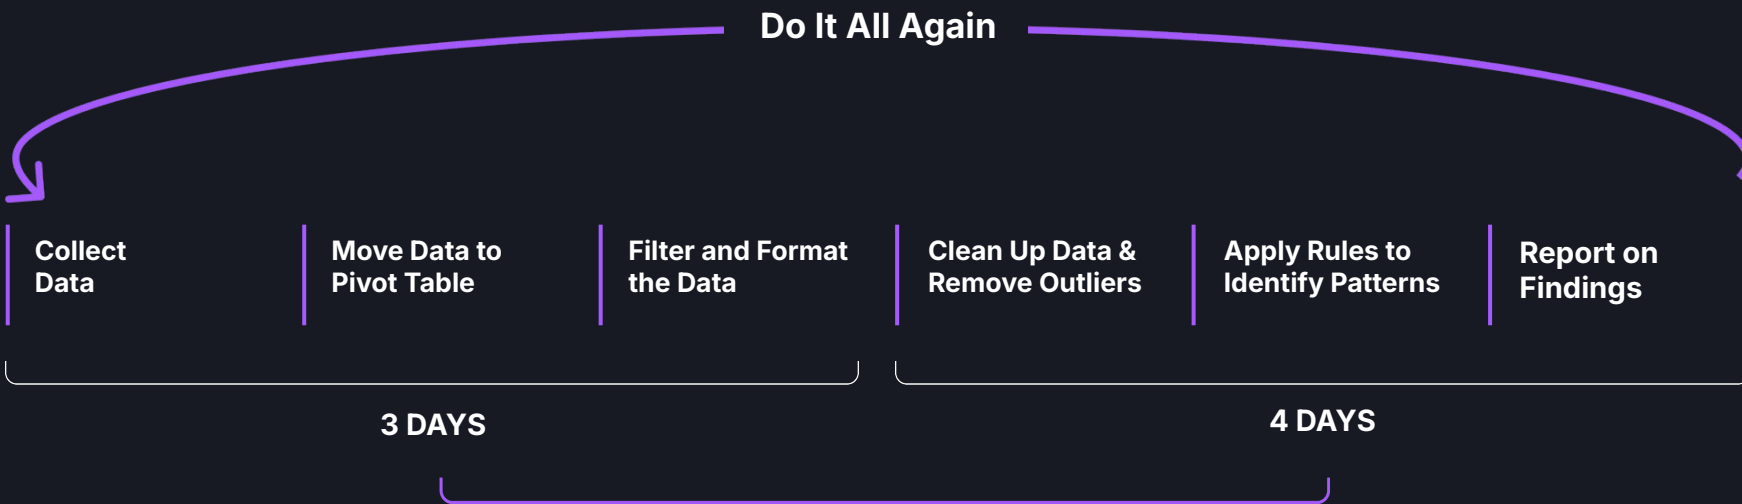 Do It All Again
Collect
Data
Move Data to
Pivot Table
Filter and Format
the Data
Clean Up Data &
Remove Outliers
Apply Rules to
Identify Patterns
Report on
Findings
3 DAYS
4 DAYS